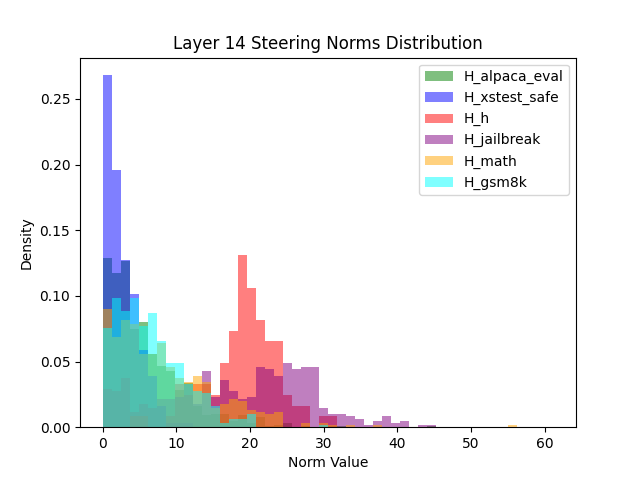 Layer 14 Steering Norms Distribution
H_alpaca_eval
H_xstest_safe
H_h
H_jailbreak
H_math
H_gsm8k
Density
0.25
0.20
0.15
0.10
0.05
0.00
0 10 20 30 40 50 60
Norm Value